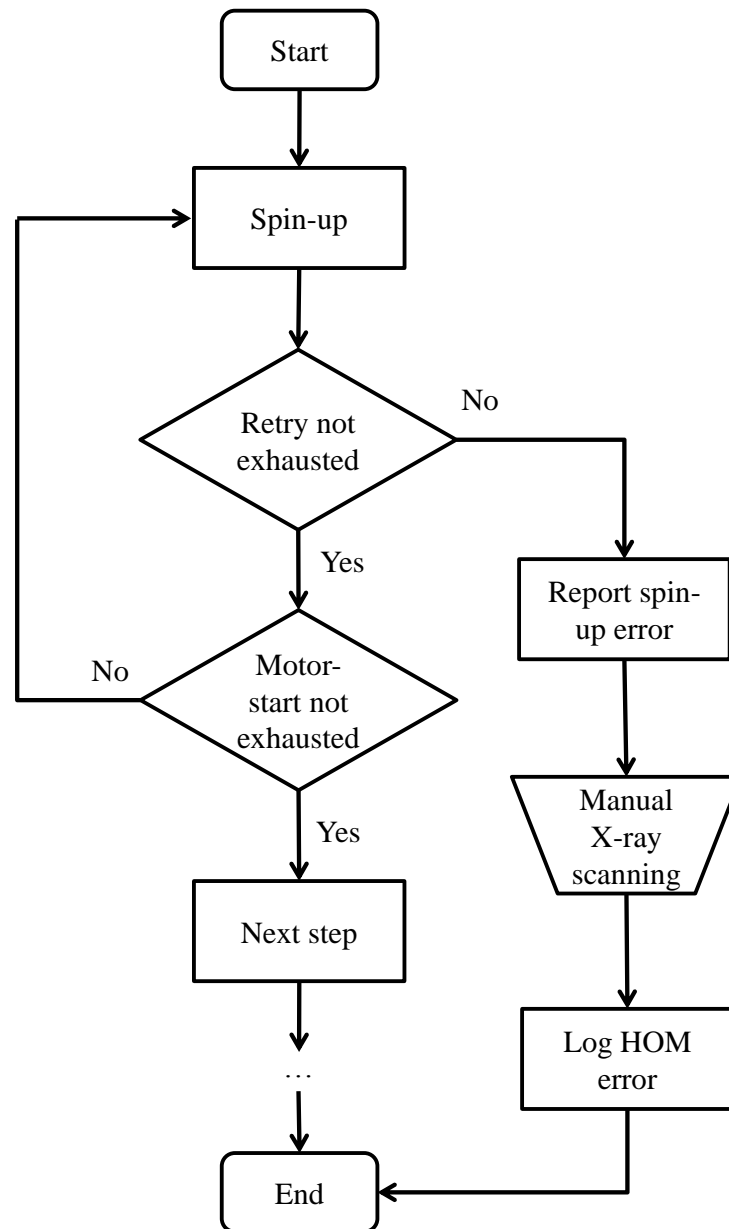 Start
Spin-up
No
Retry not
exhausted
Yes
Report spin-
up error
No
Motor-
start not
exhausted
Manual
X-ray
scanning
Yes
Next step
Log HOM
error
...
End